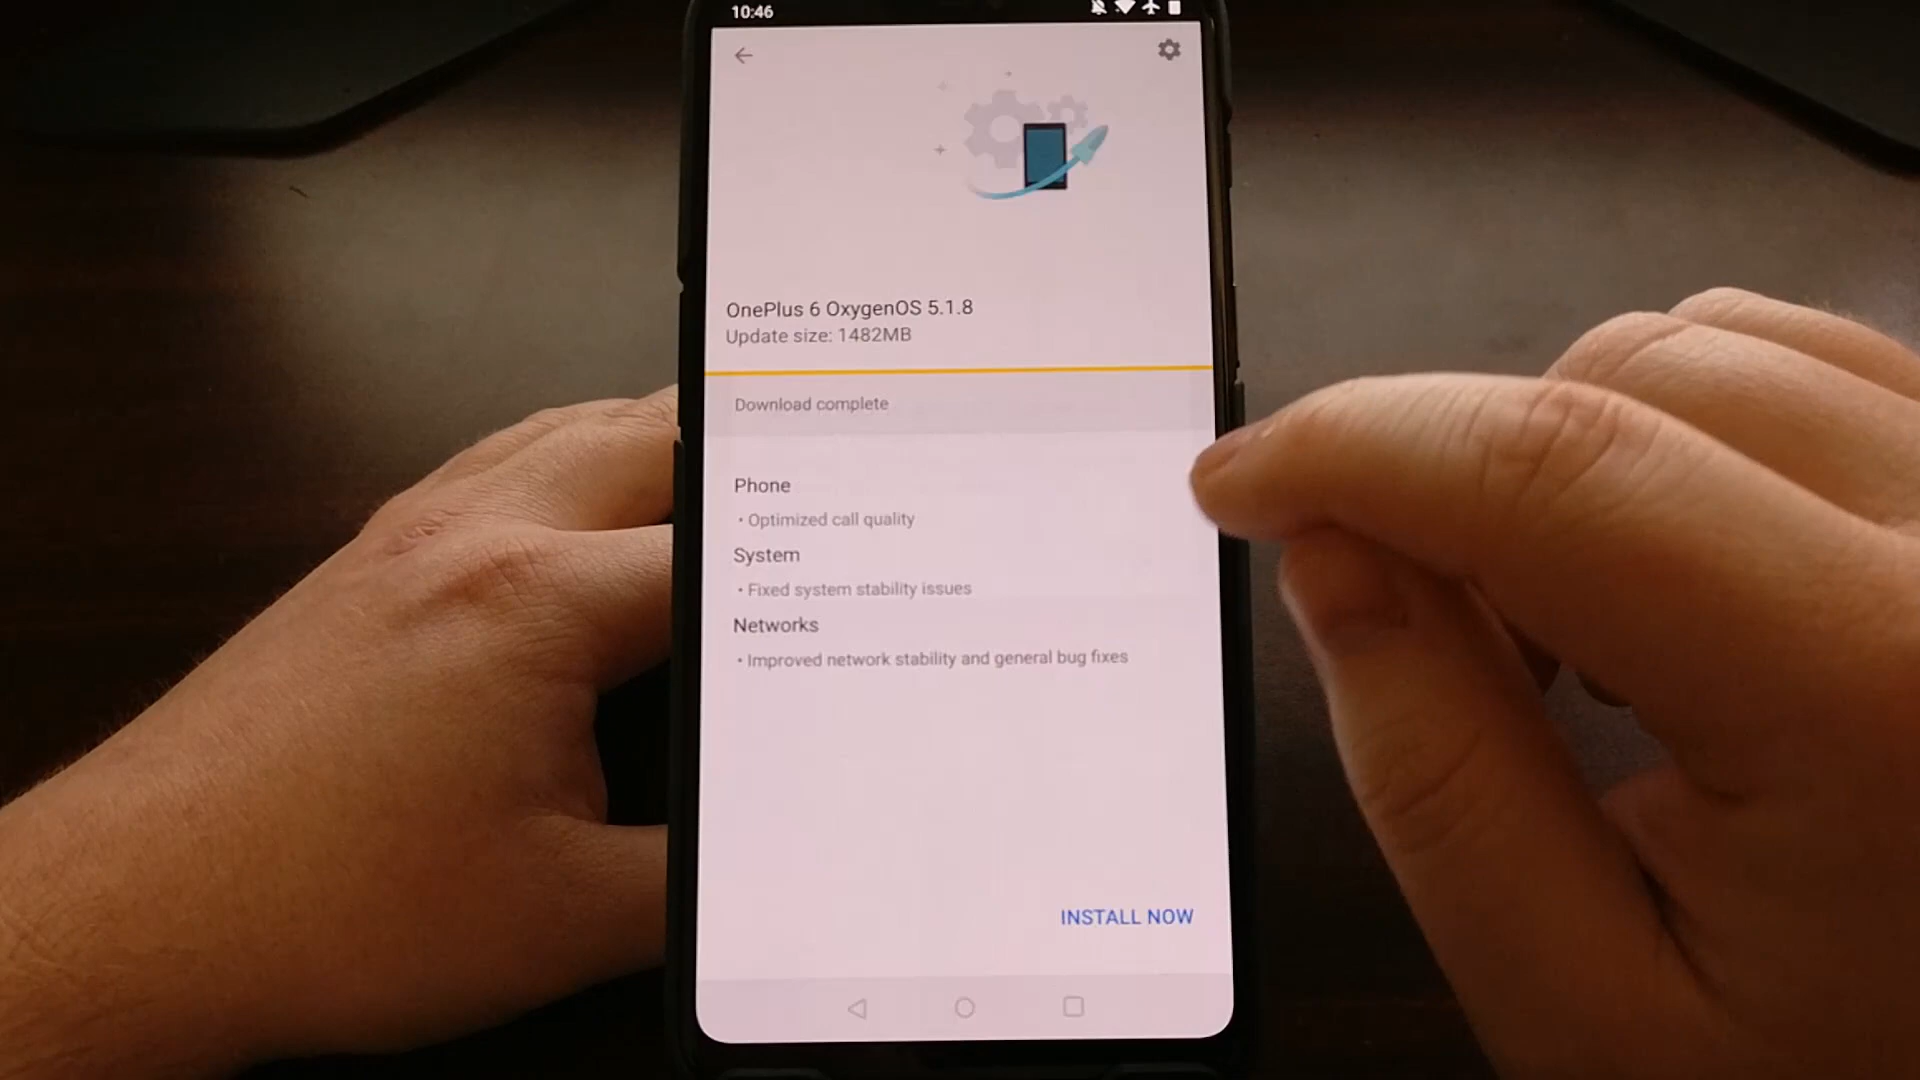 10:46
OnePlus 6 OxygenOS 5.1.8
Update size: 1482MB
Download complete
Phone
• Optimized call quality
System
• Fixed system stability issues
Networks
• Improved network stability and general bug fixes
INSTALL NOW